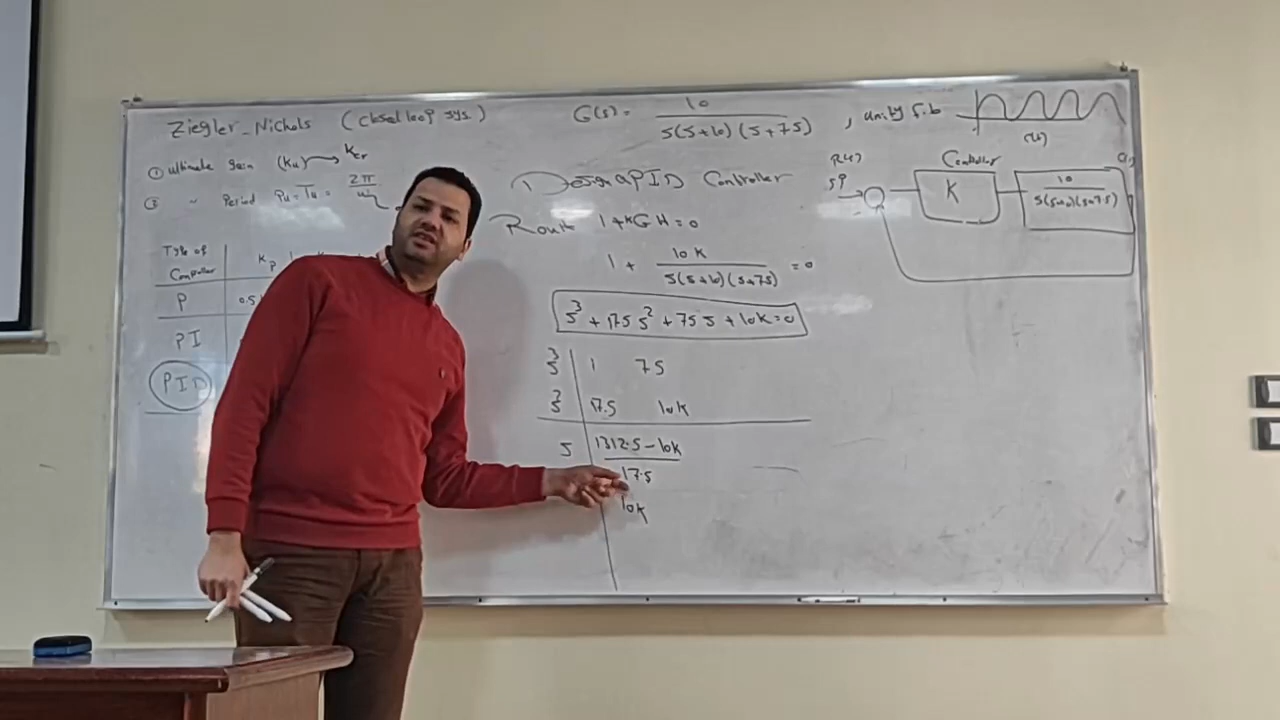 Ziegler_Nichols (closed loop sys)
① ultimate gain (Ku) → Kcr
② " Period Pu = Tu = 2π / w
Type of Controller Kp
P 0.5
PI
PID
G(s) = 10 / s(s+10)(s+7.5) , unity f.b
Design a PID Controller
Routh 1+KGH=0
1 + 10K / s(s+10)(s+7.5) = 0
s³ + 17.5 s² + 75 s + 10K = 0
s³ 1 75
17.5 10K
s 1312.5 - 10K / 17.5
10K
R(s)
Controller
K
10 / s(s+10)(s+7.5)